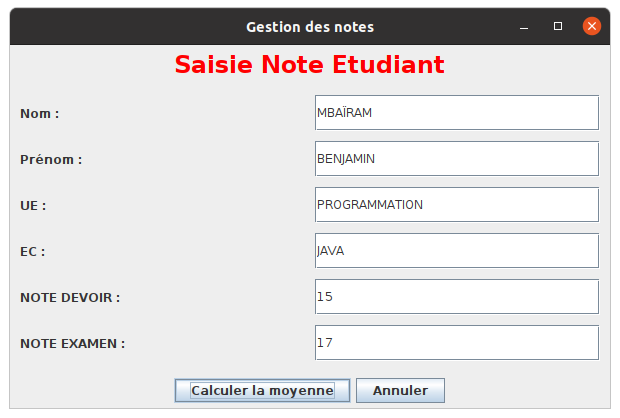 Gestion des notes
Saisie Note Etudiant
Nom : MBAÏRAM
Prénom : BENJAMIN
UE : PROGRAMMATION
EC : JAVA
NOTE DEVOIR : 15
NOTE EXAMEN : 17
Calculer la moyenne Annuler